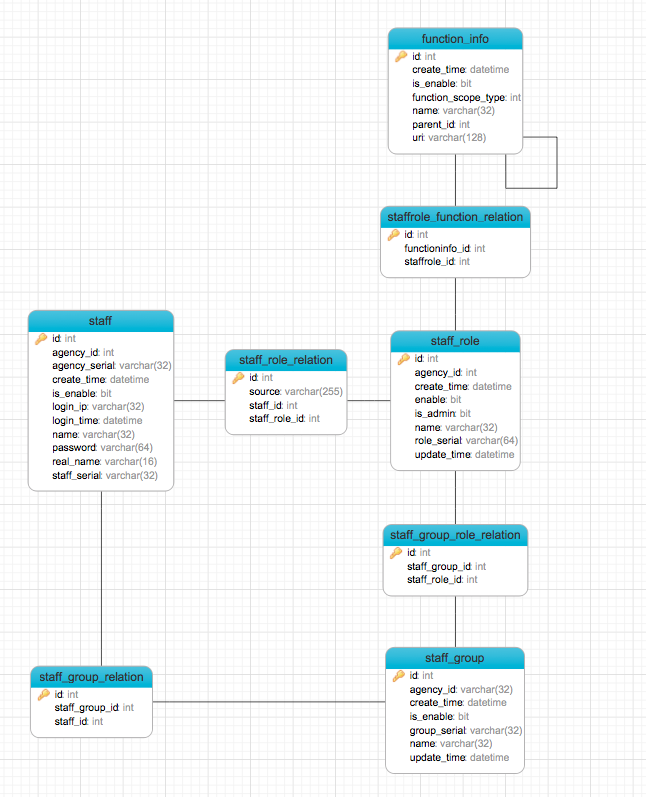 function_info
id: int
create_time: datetime
is_enable: bit
function_scope_type: int
name: varchar(32)
parent_id: int
uri: varchar(128)
staffrole_function_relation
id: int
functioninfo_id: int
staffrole_id: int
staff
id: int
agency_id: int
agency_serial: varchar(32)
create_time: datetime
is_enable: bit
login_ip: varchar(32)
login_time: datetime
name: varchar(32)
password: varchar(64)
real_name: varchar(16)
staff_serial: varchar(32)
staff_role_relation
id: int
source: varchar(255)
staff_id: int
staff_role_id: int
staff_role
id: int
agency_id: int
create_time: datetime
enable: bit
is_admin: bit
name: varchar(32)
role_serial: varchar(64)
update_time: datetime
staff_group_role_relation
id: int
staff_group_id: int
staff_role_id: int
staff_group_relation
id: int
staff_group_id: int
staff_id: int
staff_group
id: int
agency_id: varchar(32)
create_time: datetime
is_enable: bit
group_serial: varchar(32)
name: varchar(32)
update_time: datetime